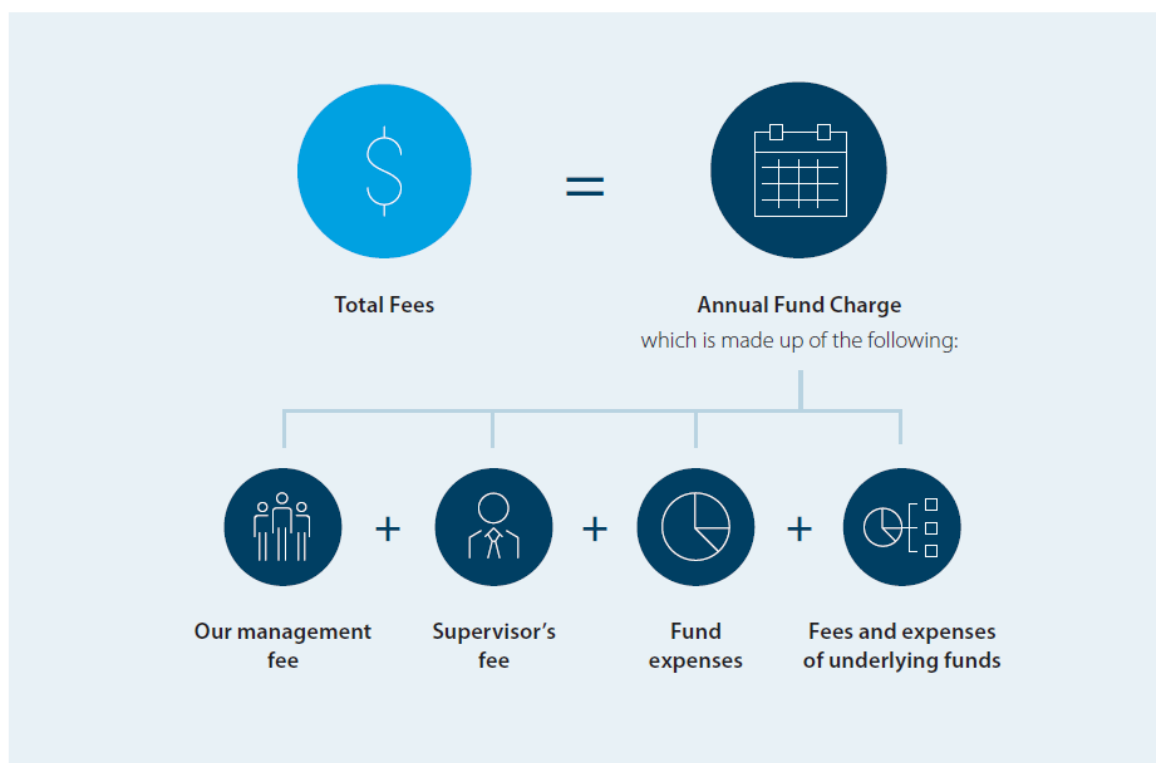 =
Total Fees
Annual Fund Charge
which is made up of the following:
+ + +
Our management
fee
Supervisor's
fee
Fund
expenses
Fees and expenses
of underlying funds